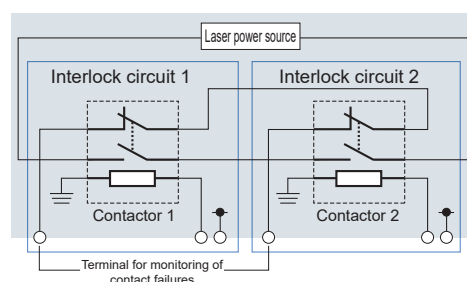 Laser power source
Interlock circuit 1
Interlock circuit 2
Contactor 1
Contactor 2
Terminal for monitoring of
contact failures